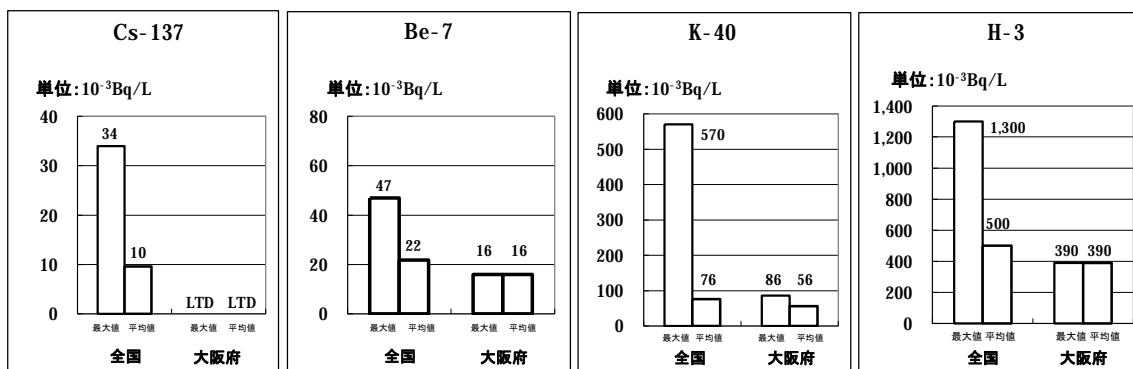 Cs-137
単位:10⁻³Bq/L
40
30
20
10
0
34
10
LTD
LTD
最大値 平均値 最大値 平均値
全国 大阪府
Be-7
単位:10⁻³Bq/L
80
60
40
20
0
47
22
16
16
最大値 平均値 最大値 平均値
全国 大阪府
K-40
単位:10⁻³Bq/L
600
500
400
300
200
100
0
570
76
86
56
最大値 平均値 最大値 平均値
全国 大阪府
H-3
単位:10⁻³Bq/L
1,400
1,200
1,000
800
600
400
200
0
1,300
500
390
390
最大値 平均値 最大値 平均値
全国 大阪府